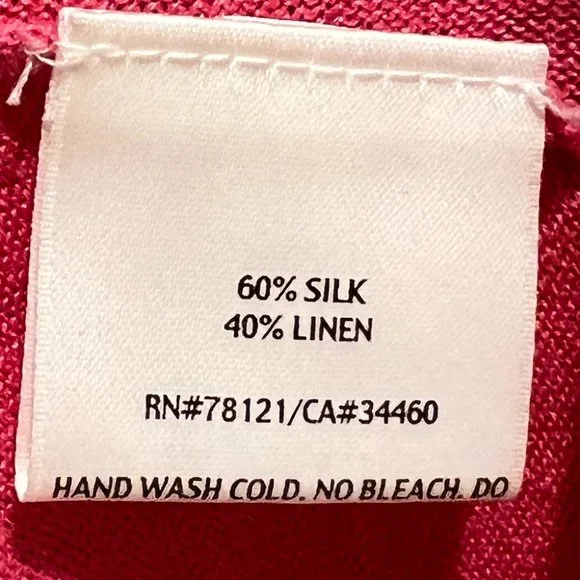 60% SILK
40% LINEN
RN#78121/CA#34460
HAND WASH COLD. NO BLEACH. DO